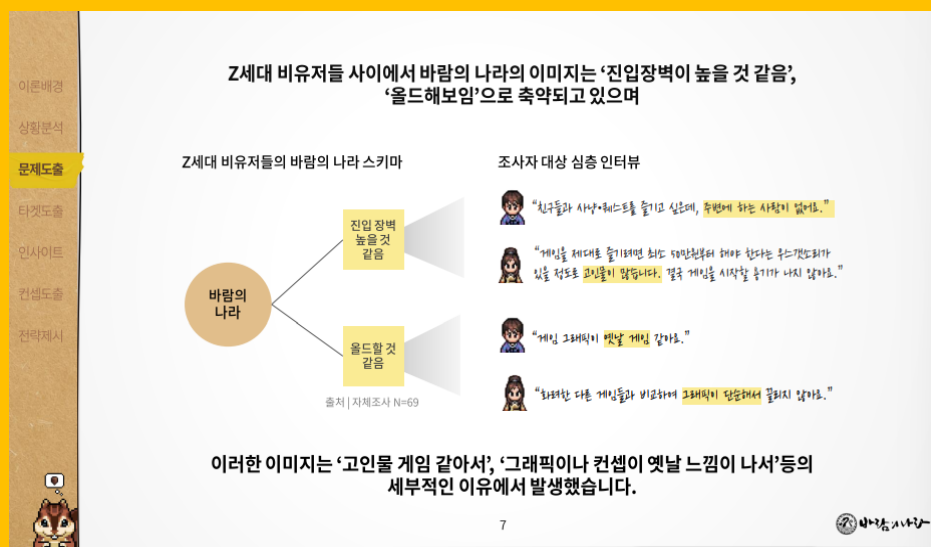 Z세대 비유저들 사이에서 바람의 나라의 이미지는 ‘진입장벽이 높을 것 같음’,
‘올드해보임’으로 축약되고 있으며
이론배경
상황분석
문제도출
타겟도출
인사이트
컨셉도출
전략제시
Z세대 비유저들의 바람의 나라 스키마
바람의
나라
진입 장벽
높을 것
같음
올드할 것
같음
출처 | 자체조사 N=69
조사자 대상 심층 인터뷰
“친구들과 사냥•퀘스트를 즐기고 싶은데, 주변에 하는 사람이 없어요.”
“게임을 제대로 즐기려면 최소 50만원부터 해야 한다는 우스갯소리가
있을 정도로 고인물이 많습니다. 결국 게임을 시작할 용기가 나지 않아요.”
“게임 그래픽이 옛날 게임 같아요.”
“화려한 다른 게임들과 비교하여 그래픽이 단순해서 끌리지 않아요.”
이러한 이미지는 ‘고인물 게임 같아서’, ‘그래픽이나 컨셉이 옛날 느낌이 나서’등의
세부적인 이유에서 발생했습니다.
7
바람의나라